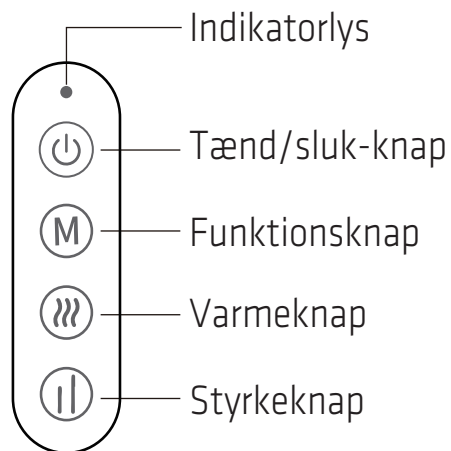 Indikatorlys
Tænd/sluk-knap
M
Funktionsknap
Varmeknap
Styrkeknap